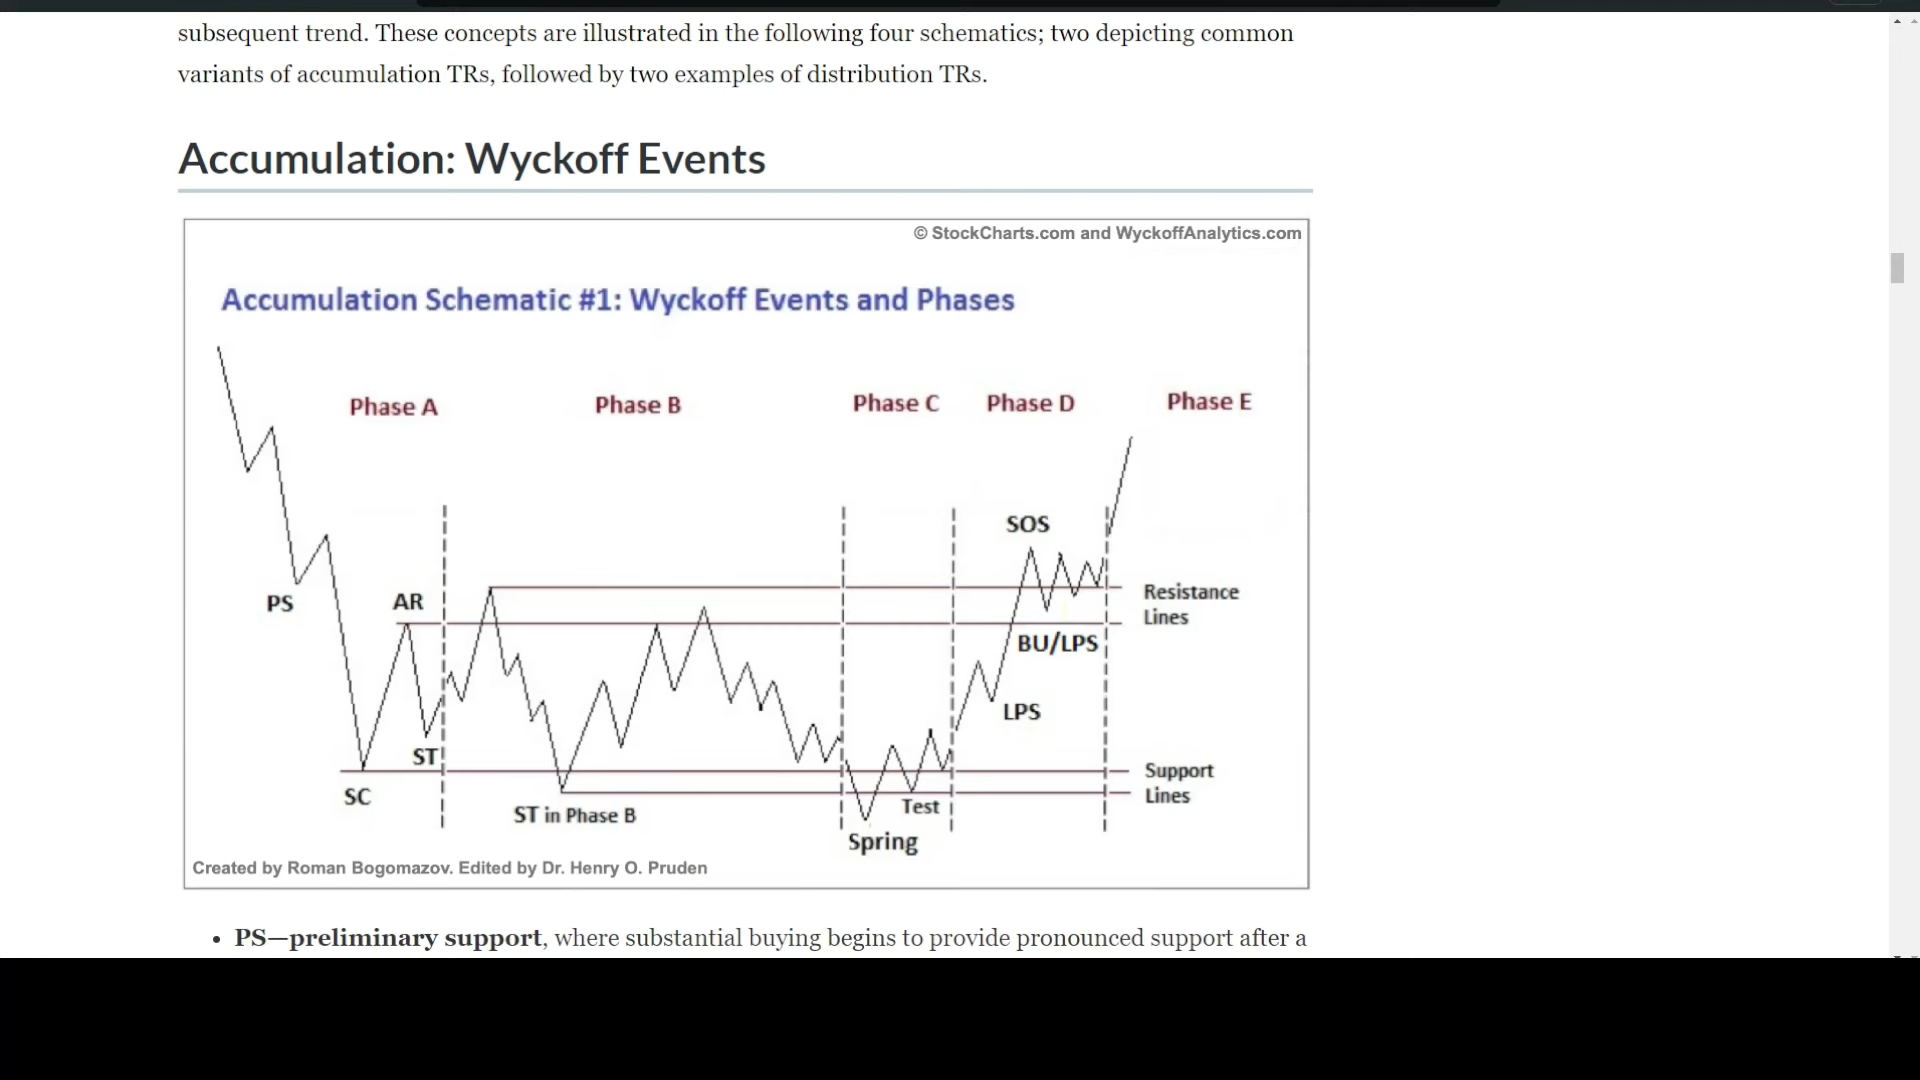 subsequent trend. These concepts are illustrated in the following four schematics; two depicting common
variants of accumulation TRs, followed by two examples of distribution TRs.
Accumulation: Wyckoff Events
© StockCharts.com and WyckoffAnalytics.com
Accumulation Schematic #1: Wyckoff Events and Phases
Phase A
Phase B
Phase C
Phase D
Phase E
SOS
PS
AR
Resistance
Lines
BU/LPS
LPS
ST
SC
Support
Lines
ST in Phase B
Test
Spring
Created by Roman Bogomazov. Edited by Dr. Henry O. Pruden
• PS—preliminary support, where substantial buying begins to provide pronounced support after a